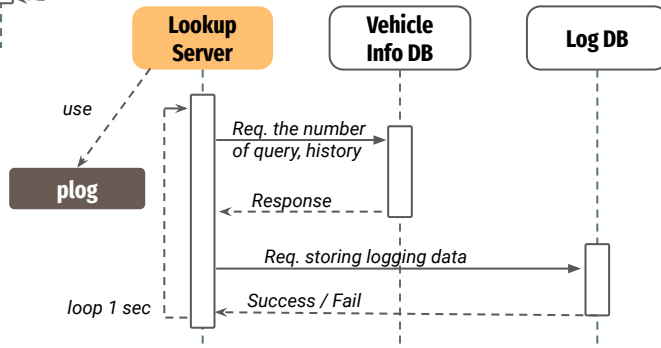 Lookup
Server
Vehicle
Info DB
Log DB
use
Req. the number
of query, history
plog
Response
Req. storing logging data
Success / Fail
loop 1 sec